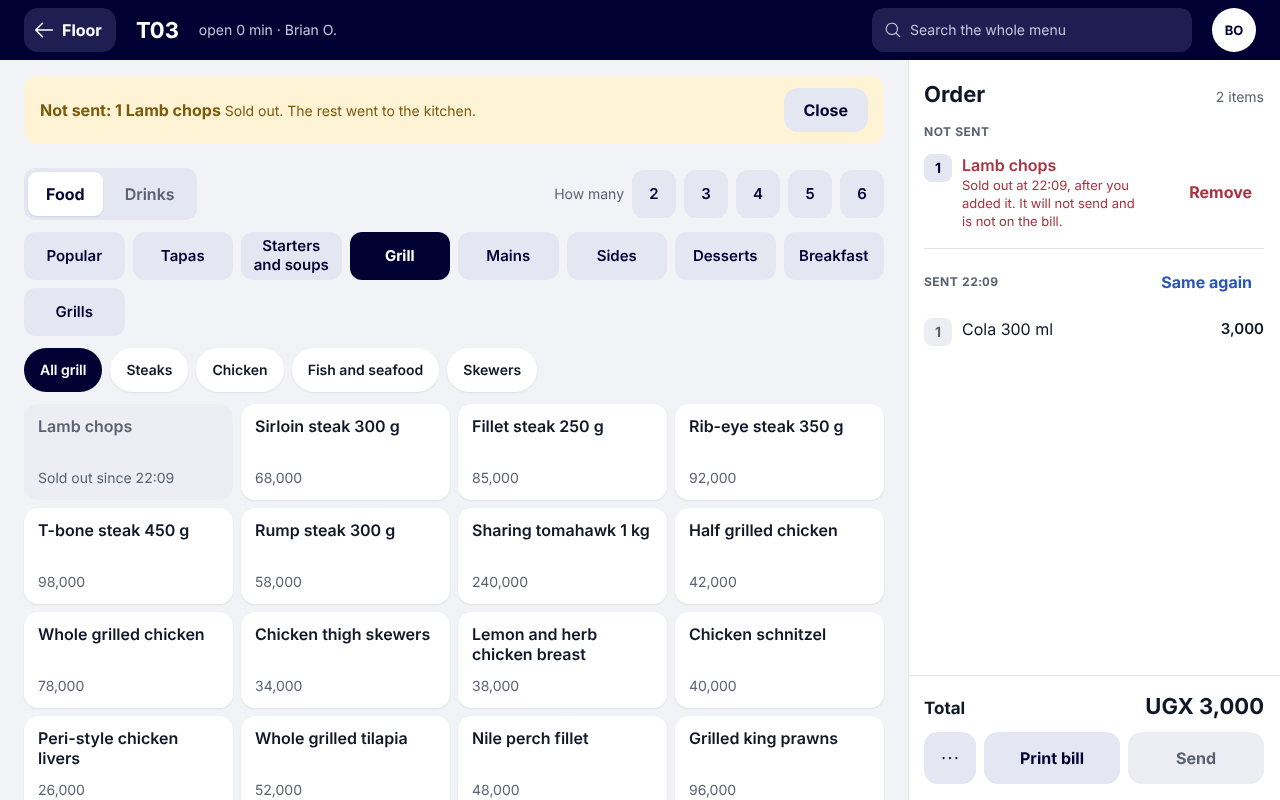 Floor
T03
open 0 min · Brian O.
Search the whole menu
BO
Not sent: 1 Lamb chops Sold out. The rest went to the kitchen.
Close
Food
Drinks
How many
2
3
4
5
6
Popular
Tapas
Starters
and soups
Grill
Mains
Sides
Desserts
Breakfast
Grills
All grill
Steaks
Chicken
Fish and seafood
Skewers
Lamb chops
Sold out since 22:09
Sirloin steak 300 g
68,000
Fillet steak 250 g
85,000
Rib-eye steak 350 g
92,000
T-bone steak 450 g
98,000
Rump steak 300 g
58,000
Sharing tomahawk 1 kg
240,000
Half grilled chicken
42,000
Whole grilled chicken
78,000
Chicken thigh skewers
34,000
Lemon and herb
chicken breast
38,000
Chicken schnitzel
40,000
Peri-style chicken
livers
26,000
Whole grilled tilapia
52,000
Nile perch fillet
48,000
Grilled king prawns
96,000
Order
2 items
NOT SENT
1
Lamb chops
Sold out at 22:09, after you
added it. It will not send and
is not on the bill.
Remove
SENT 22:09
Same again
1
Cola 300 ml
3,000
Total
UGX 3,000
...
Print bill
Send